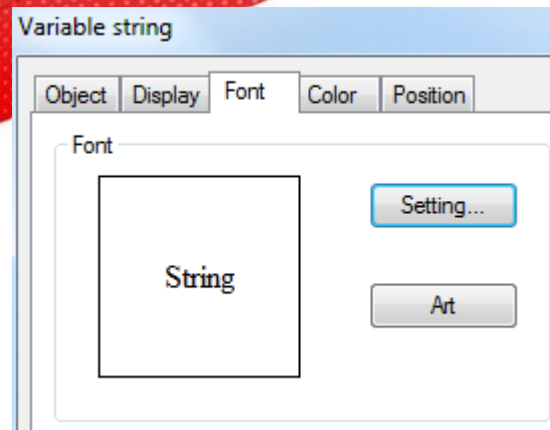 Variable string
Object Display Font Color Position
Font
Setting...
String
Art